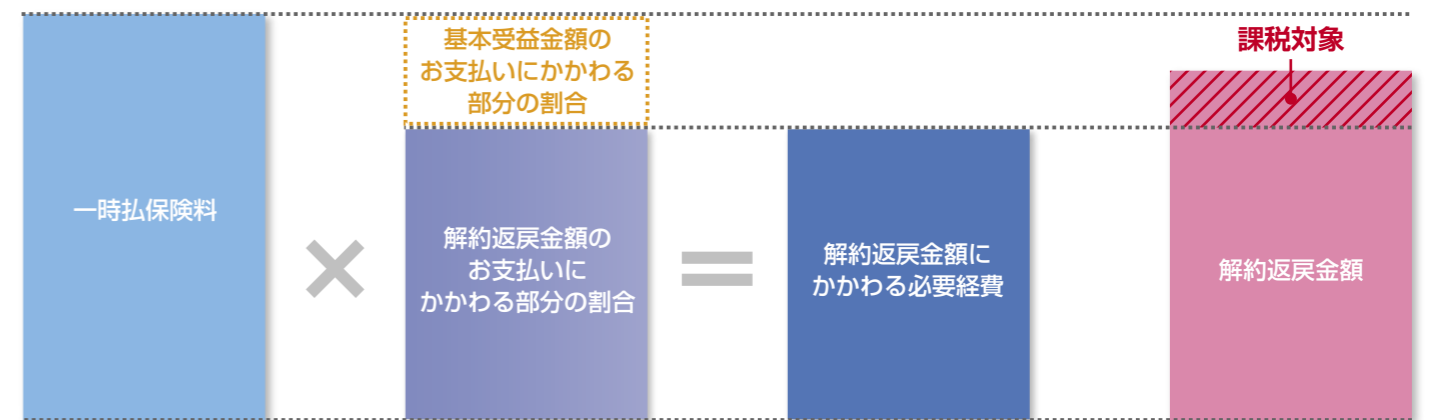 一時払保険料
×
基本受益金額の
お支払いにかかわる
部分の割合
解約返戻金額の
お支払いに
かかわる部分の割合
＝
解約返戻金額に
かかわる必要経費
課税対象
解約返戻金額